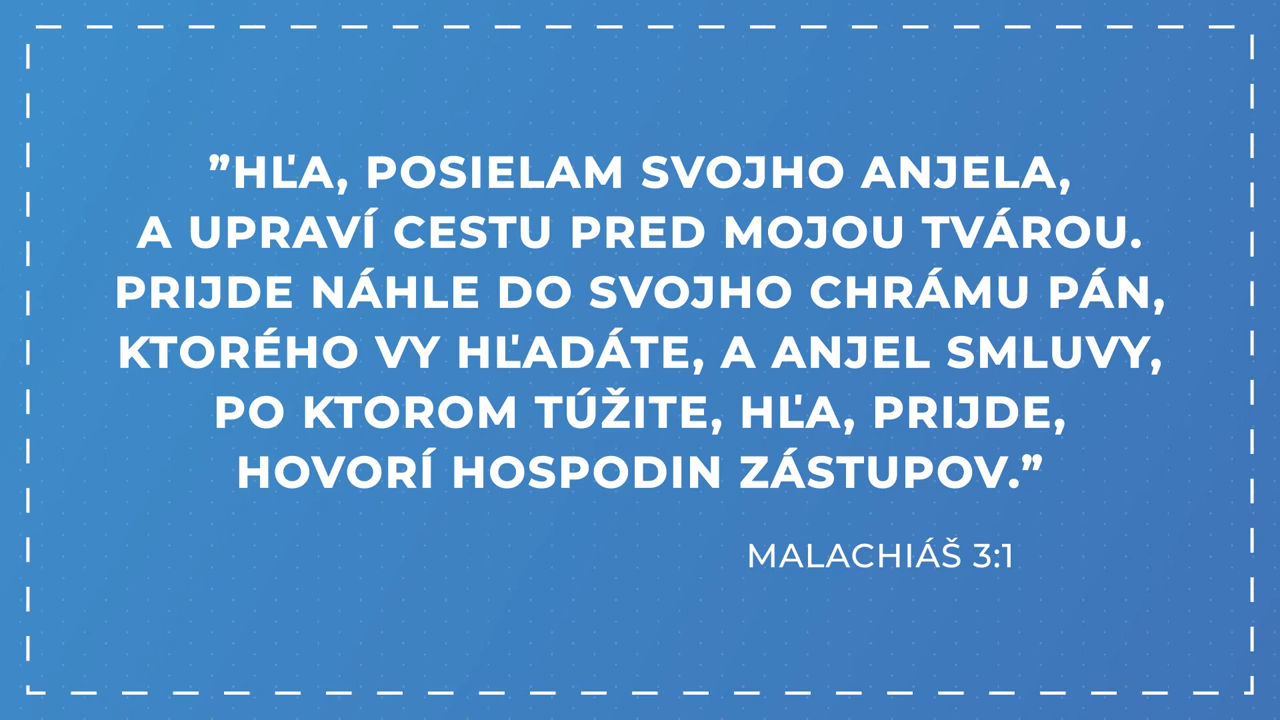 ”HĽA, POSIELAM SVOJHO ANJELA,
A UPRAVÍ CESTU PRED MOJOU TVÁROU.
PRIJDE NÁHLE DO SVOJHO CHRÁMU PÁN,
KTORÉHO VY HĽADÁTE, A ANJEL SMLUVY,
PO KTOROM TÚŽITE, HĽA, PRIJDE,
HOVORÍ HOSPODIN ZÁSTUPOV.”
MALACHIÁŠ 3:1